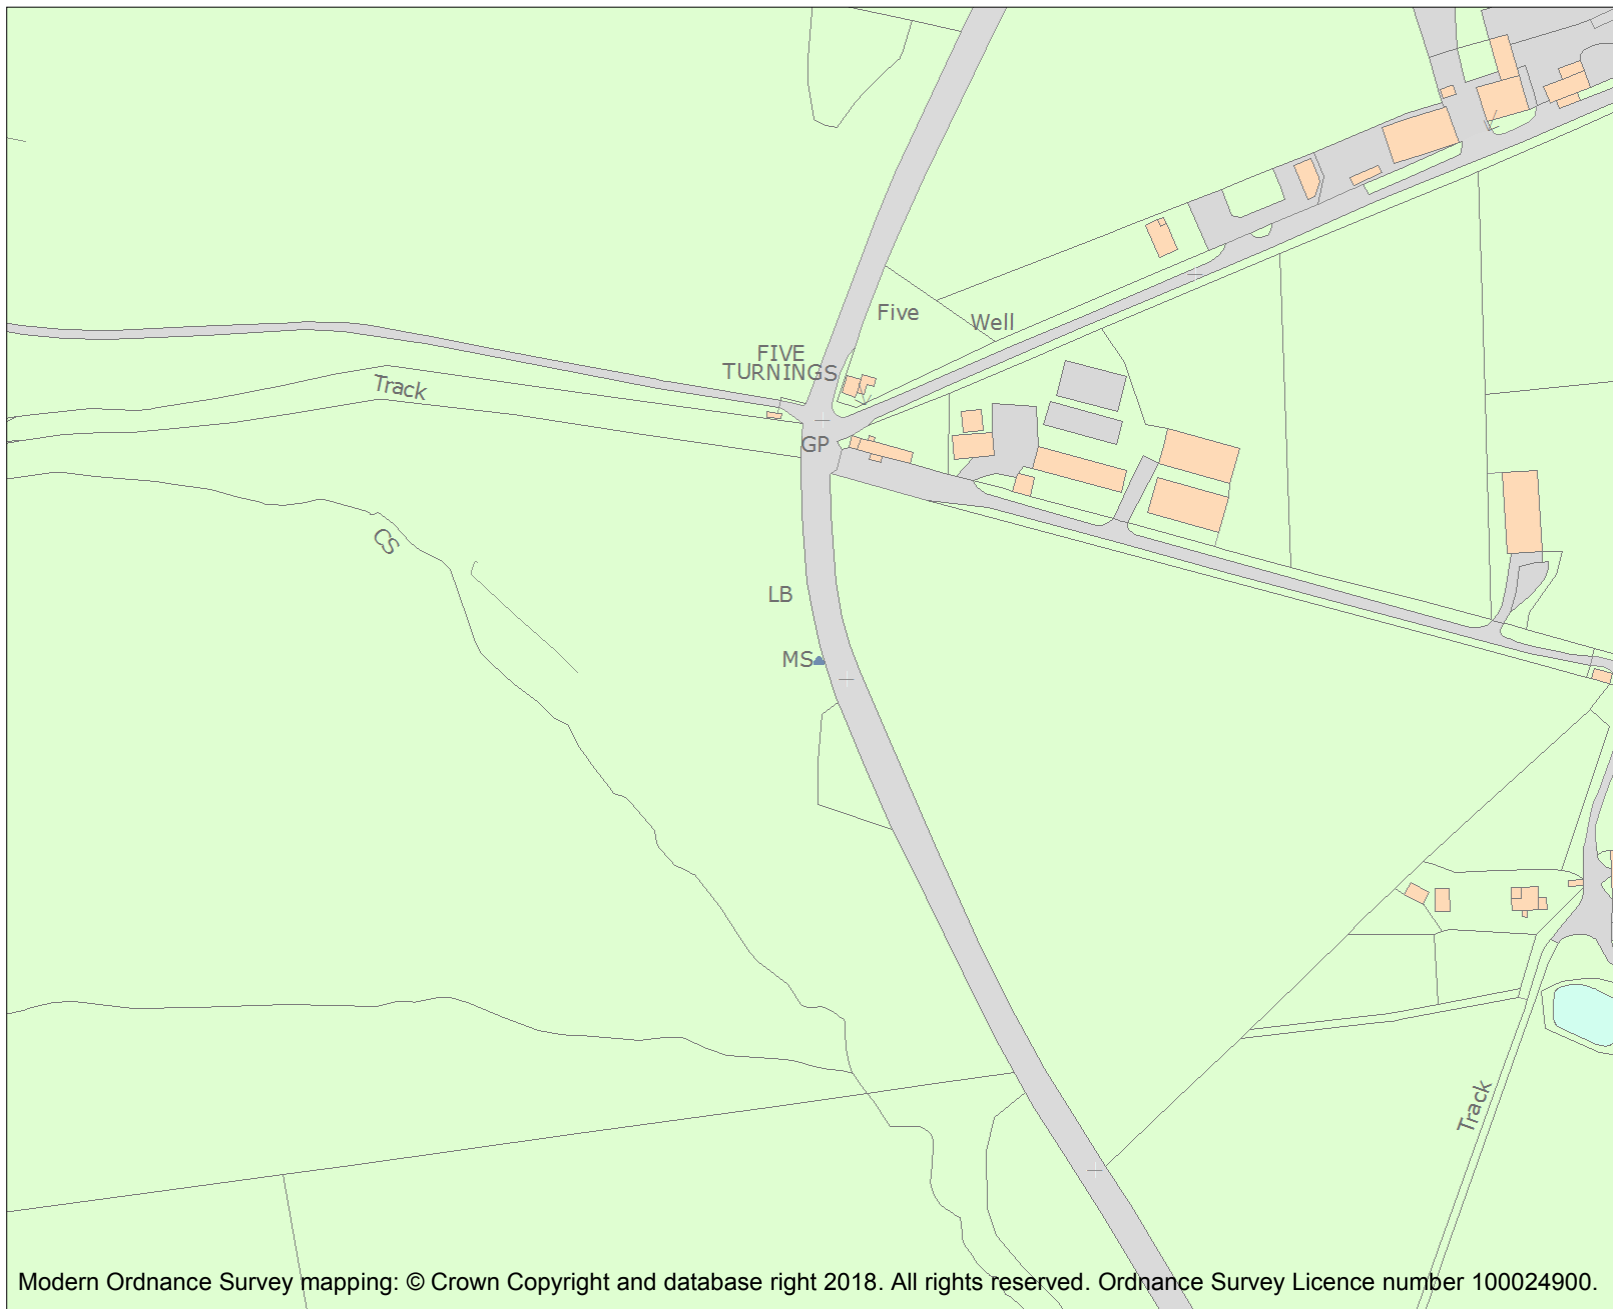 Five
Well
FIVE
TURNINGS
Track
GP
CS
LB
MS
Track
Modern Ordnance Survey mapping: © Crown Copyright and database right 2018. All rights reserved. Ordnance Survey Licence number 100024900.